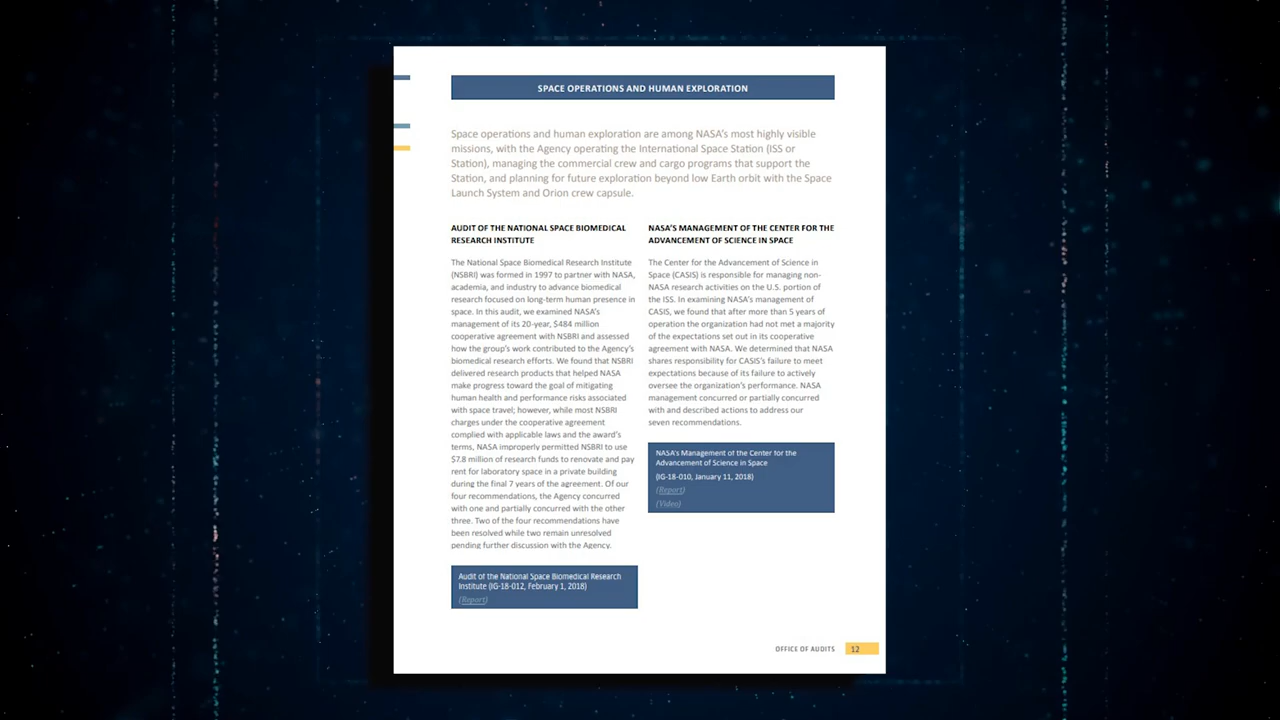 SPACE OPERATIONS AND HUMAN EXPLORATION
Space operations and human exploration are among NASA's most highly visible
missions, with the Agency operating the International Space Station (ISS or
Station), managing the commercial crew and cargo programs that support the
Station, and planning for future exploration beyond low Earth orbit with the Space
Launch System and Orion crew capsule.
AUDIT OF THE NATIONAL SPACE BIOMEDICAL
RESEARCH INSTITUTE
The National Space Biomedical Research Institute
(NSBRI) was formed in 1997 to partner with NASA,
academia, and industry to advance biomedical
research focused on long-term human presence in
space. In this audit, we examined NASA's
management of its 20-year, $484 million
cooperative agreement with NSBRI and assessed
how the group's work contributed to the Agency's
biomedical research efforts. We found that NSBRI
delivered research products that helped NASA
make progress toward the goal of mitigating
human health and performance risks associated
with space travel; however, while most NSBRI
charges under the cooperative agreement
complied with applicable laws and the award's
terms, NASA improperly permitted NSBRI to use
$7.8 million of research funds to renovate and pay
rent for laboratory space in a private building
during the final 7 years of the agreement. Of our
four recommendations, the Agency concurred
with one and partially concurred with the other
three. Two of the four recommendations have
been resolved while two remain unresolved
pending further discussion with the Agency.
Audit of the National Space Biomedical Research
Institute (IG-18-012, February 1, 2018)
(Report)
NASA'S MANAGEMENT OF THE CENTER FOR THE
ADVANCEMENT OF SCIENCE IN SPACE
The Center for the Advancement of Science in
Space (CASIS) is responsible for managing non-
NASA research activities on the U.S. portion of
the ISS. In examining NASA's management of
CASIS, we found that after more than 5 years of
operation the organization had not met a majority
of the expectations set out in its cooperative
agreement with NASA. We determined that NASA
shares responsibility for CASIS's failure to meet
expectations because of its failure to actively
oversee the organization's performance. NASA
management concurred or partially concurred
with and described actions to address our
seven recommendations.
NASA's Management of the Center for the
Advancement of Science in Space
(IG-18-010, January 11, 2018)
(Report)
(Video)
OFFICE OF AUDITS 12